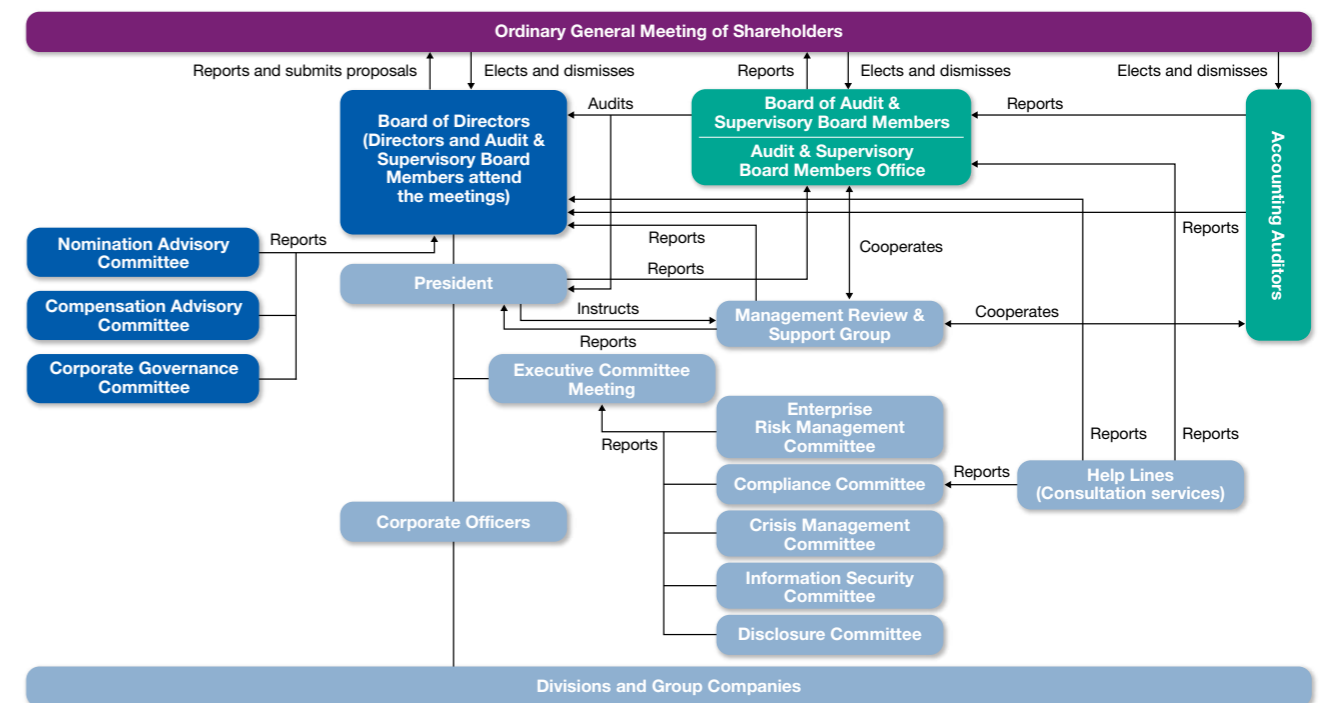 Ordinary General Meeting of Shareholders
Reports and submits proposals
Elects and dismisses
Reports
Elects and dismisses
Elects and dismisses
Board of Directors
(Directors and Audit &
Supervisory Board
Members attend
the meetings)
Audits
Board of Audit &
Supervisory Board Members
Audit & Supervisory
Board Members Office
Reports
Accounting Auditors
Nomination Advisory
Committee
Reports
Compensation Advisory
Committee
Corporate Governance
Committee
Reports
Cooperates
Reports
Reports
President
Instructs
Management Review &
Support Group
Cooperates
Reports
Executive Committee
Meeting
Reports
Enterprise
Risk Management
Committee
Reports
Reports
Compliance Committee
Reports
Help Lines
(Consultation services)
Corporate Officers
Crisis Management
Committee
Information Security
Committee
Disclosure Committee
Divisions and Group Companies